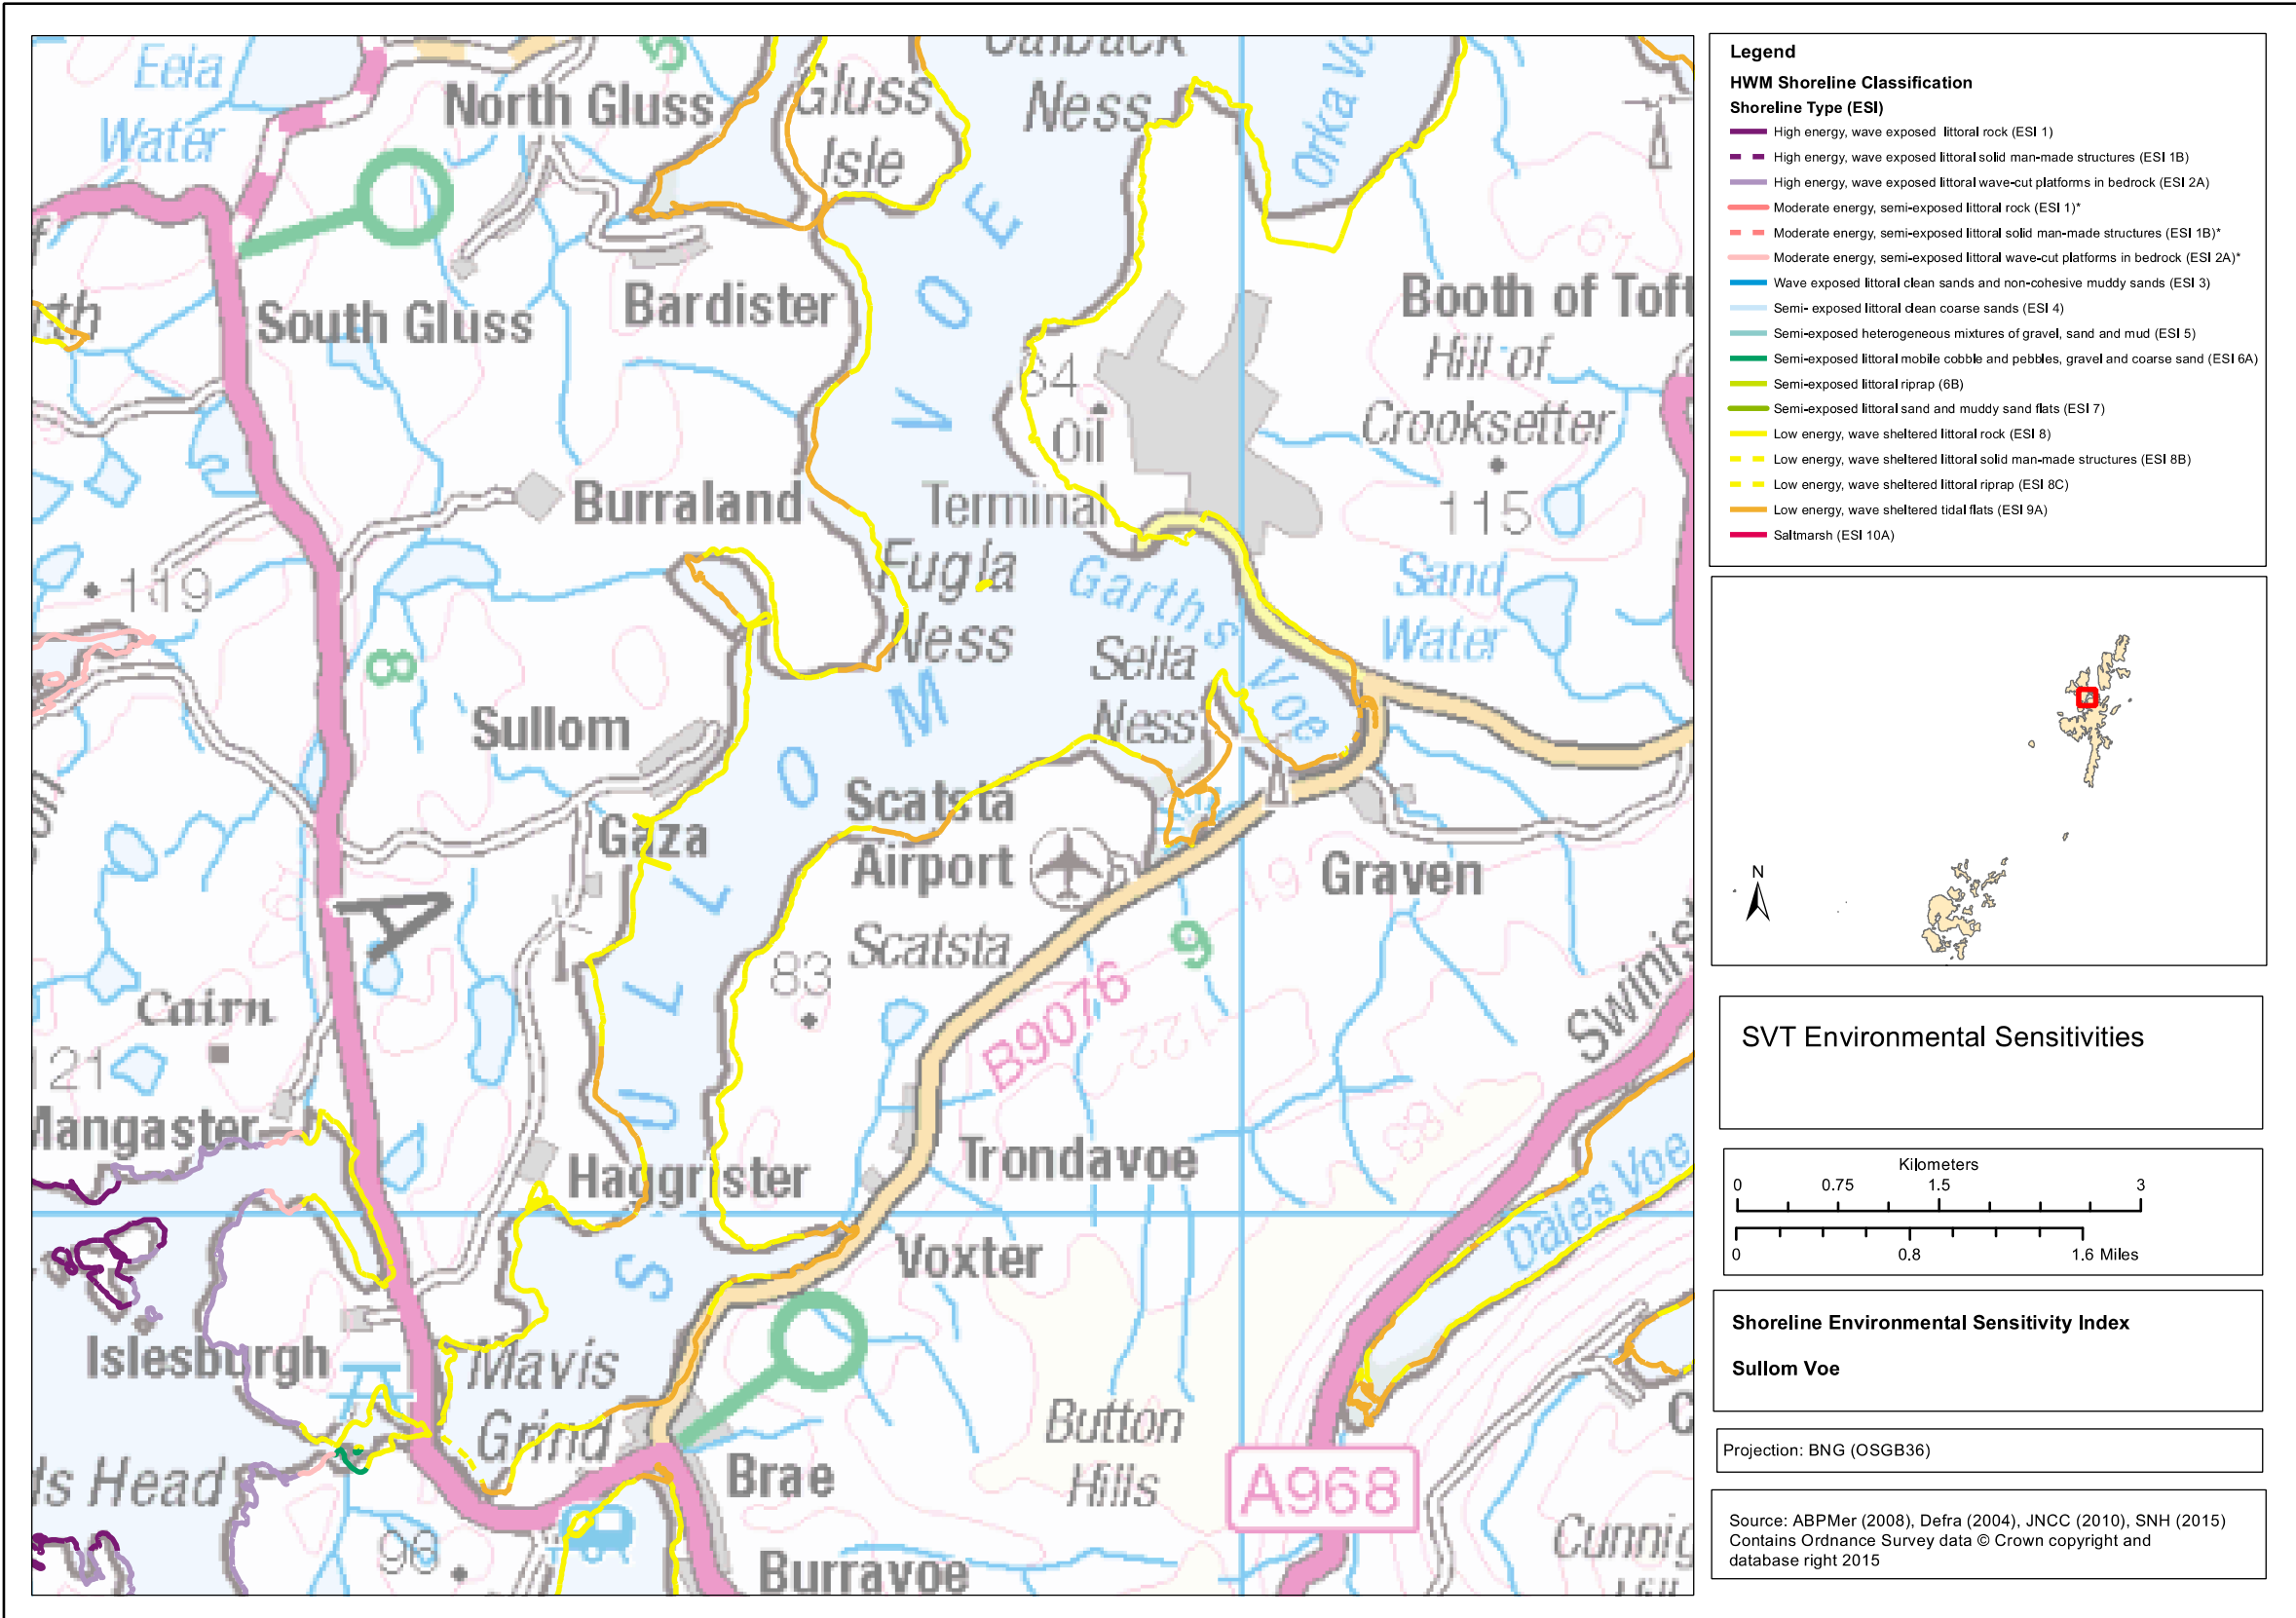 Eela
Water
North Gluss
5
Gluss
Isle
Calback
Ness
Orka Vo
South Gluss
Bardister
VOE
64
Oil
Terminal
Booth of Toft
Hill of
Crooksetter
115
67
Burraland
119
8
Fugla
Ness
Garths Voe
Sella
Ness
Sand
Water
Sullom
SULLOM
Gaza
Scatsta
Airport
Scatsta
83
Graven
A
9
B9076
122
183
Swinis
Cairn
121
Mangaster
Haggrister
Trondavoe
Voxter
Dales Voe
Islesburgh
Mavis
Grind
Brae
Button
Hills
A968
ls Head
98
Burravoe
Cunnig
Legend
HWM Shoreline Classification
Shoreline Type (ESI)
High energy, wave exposed littoral rock (ESI 1)
High energy, wave exposed littoral solid man-made structures (ESI 1B)
High energy, wave exposed littoral wave-cut platforms in bedrock (ESI 2A)
Moderate energy, semi-exposed littoral rock (ESI 1)*
Moderate energy, semi-exposed littoral solid man-made structures (ESI 1B)*
Moderate energy, semi-exposed littoral wave-cut platforms in bedrock (ESI 2A)*
Wave exposed littoral clean sands and non-cohesive muddy sands (ESI 3)
Semi- exposed littoral clean coarse sands (ESI 4)
Semi-exposed heterogeneous mixtures of gravel, sand and mud (ESI 5)
Semi-exposed littoral mobile cobble and pebbles, gravel and coarse sand (ESI 6A)
Semi-exposed littoral riprap (6B)
Semi-exposed littoral sand and muddy sand flats (ESI 7)
Low energy, wave sheltered littoral rock (ESI 8)
Low energy, wave sheltered littoral solid man-made structures (ESI 8B)
Low energy, wave sheltered littoral riprap (ESI 8C)
Low energy, wave sheltered tidal flats (ESI 9A)
Saltmarsh (ESI 10A)
N
SVT Environmental Sensitivities
Kilometers
0 0.75 1.5 3
0 0.8 1.6 Miles
Shoreline Environmental Sensitivity Index
Sullom Voe
Projection: BNG (OSGB36)
Source: ABPMer (2008), Defra (2004), JNCC (2010), SNH (2015)
Contains Ordnance Survey data © Crown copyright and
database right 2015